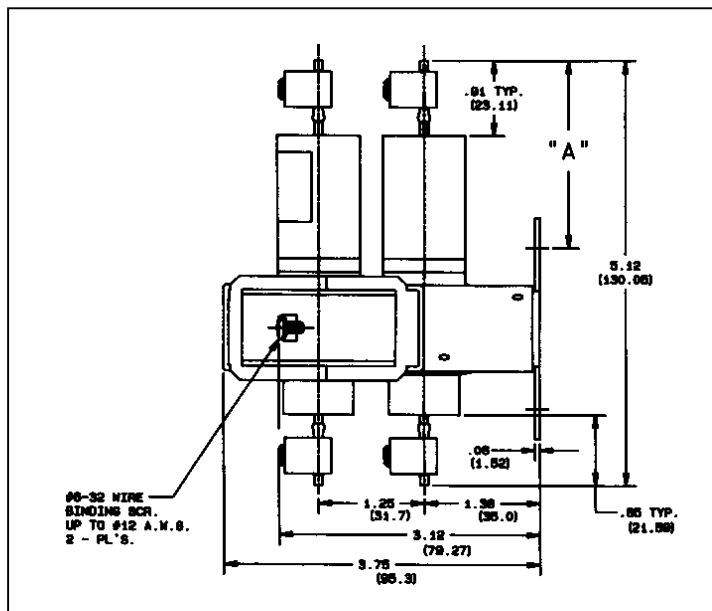 .91 TYP.
(23.11)
"A"
5.12
(130.05)
.06
(1.52)
#6-32 WIRE
BINDING SCR.
UP TO #12 A.W.G.
2 - PL'S.
1.25
(31.7)
1.38
(35.0)
.85 TYP.
(21.59)
3.12
(79.27)
3.75
(95.3)